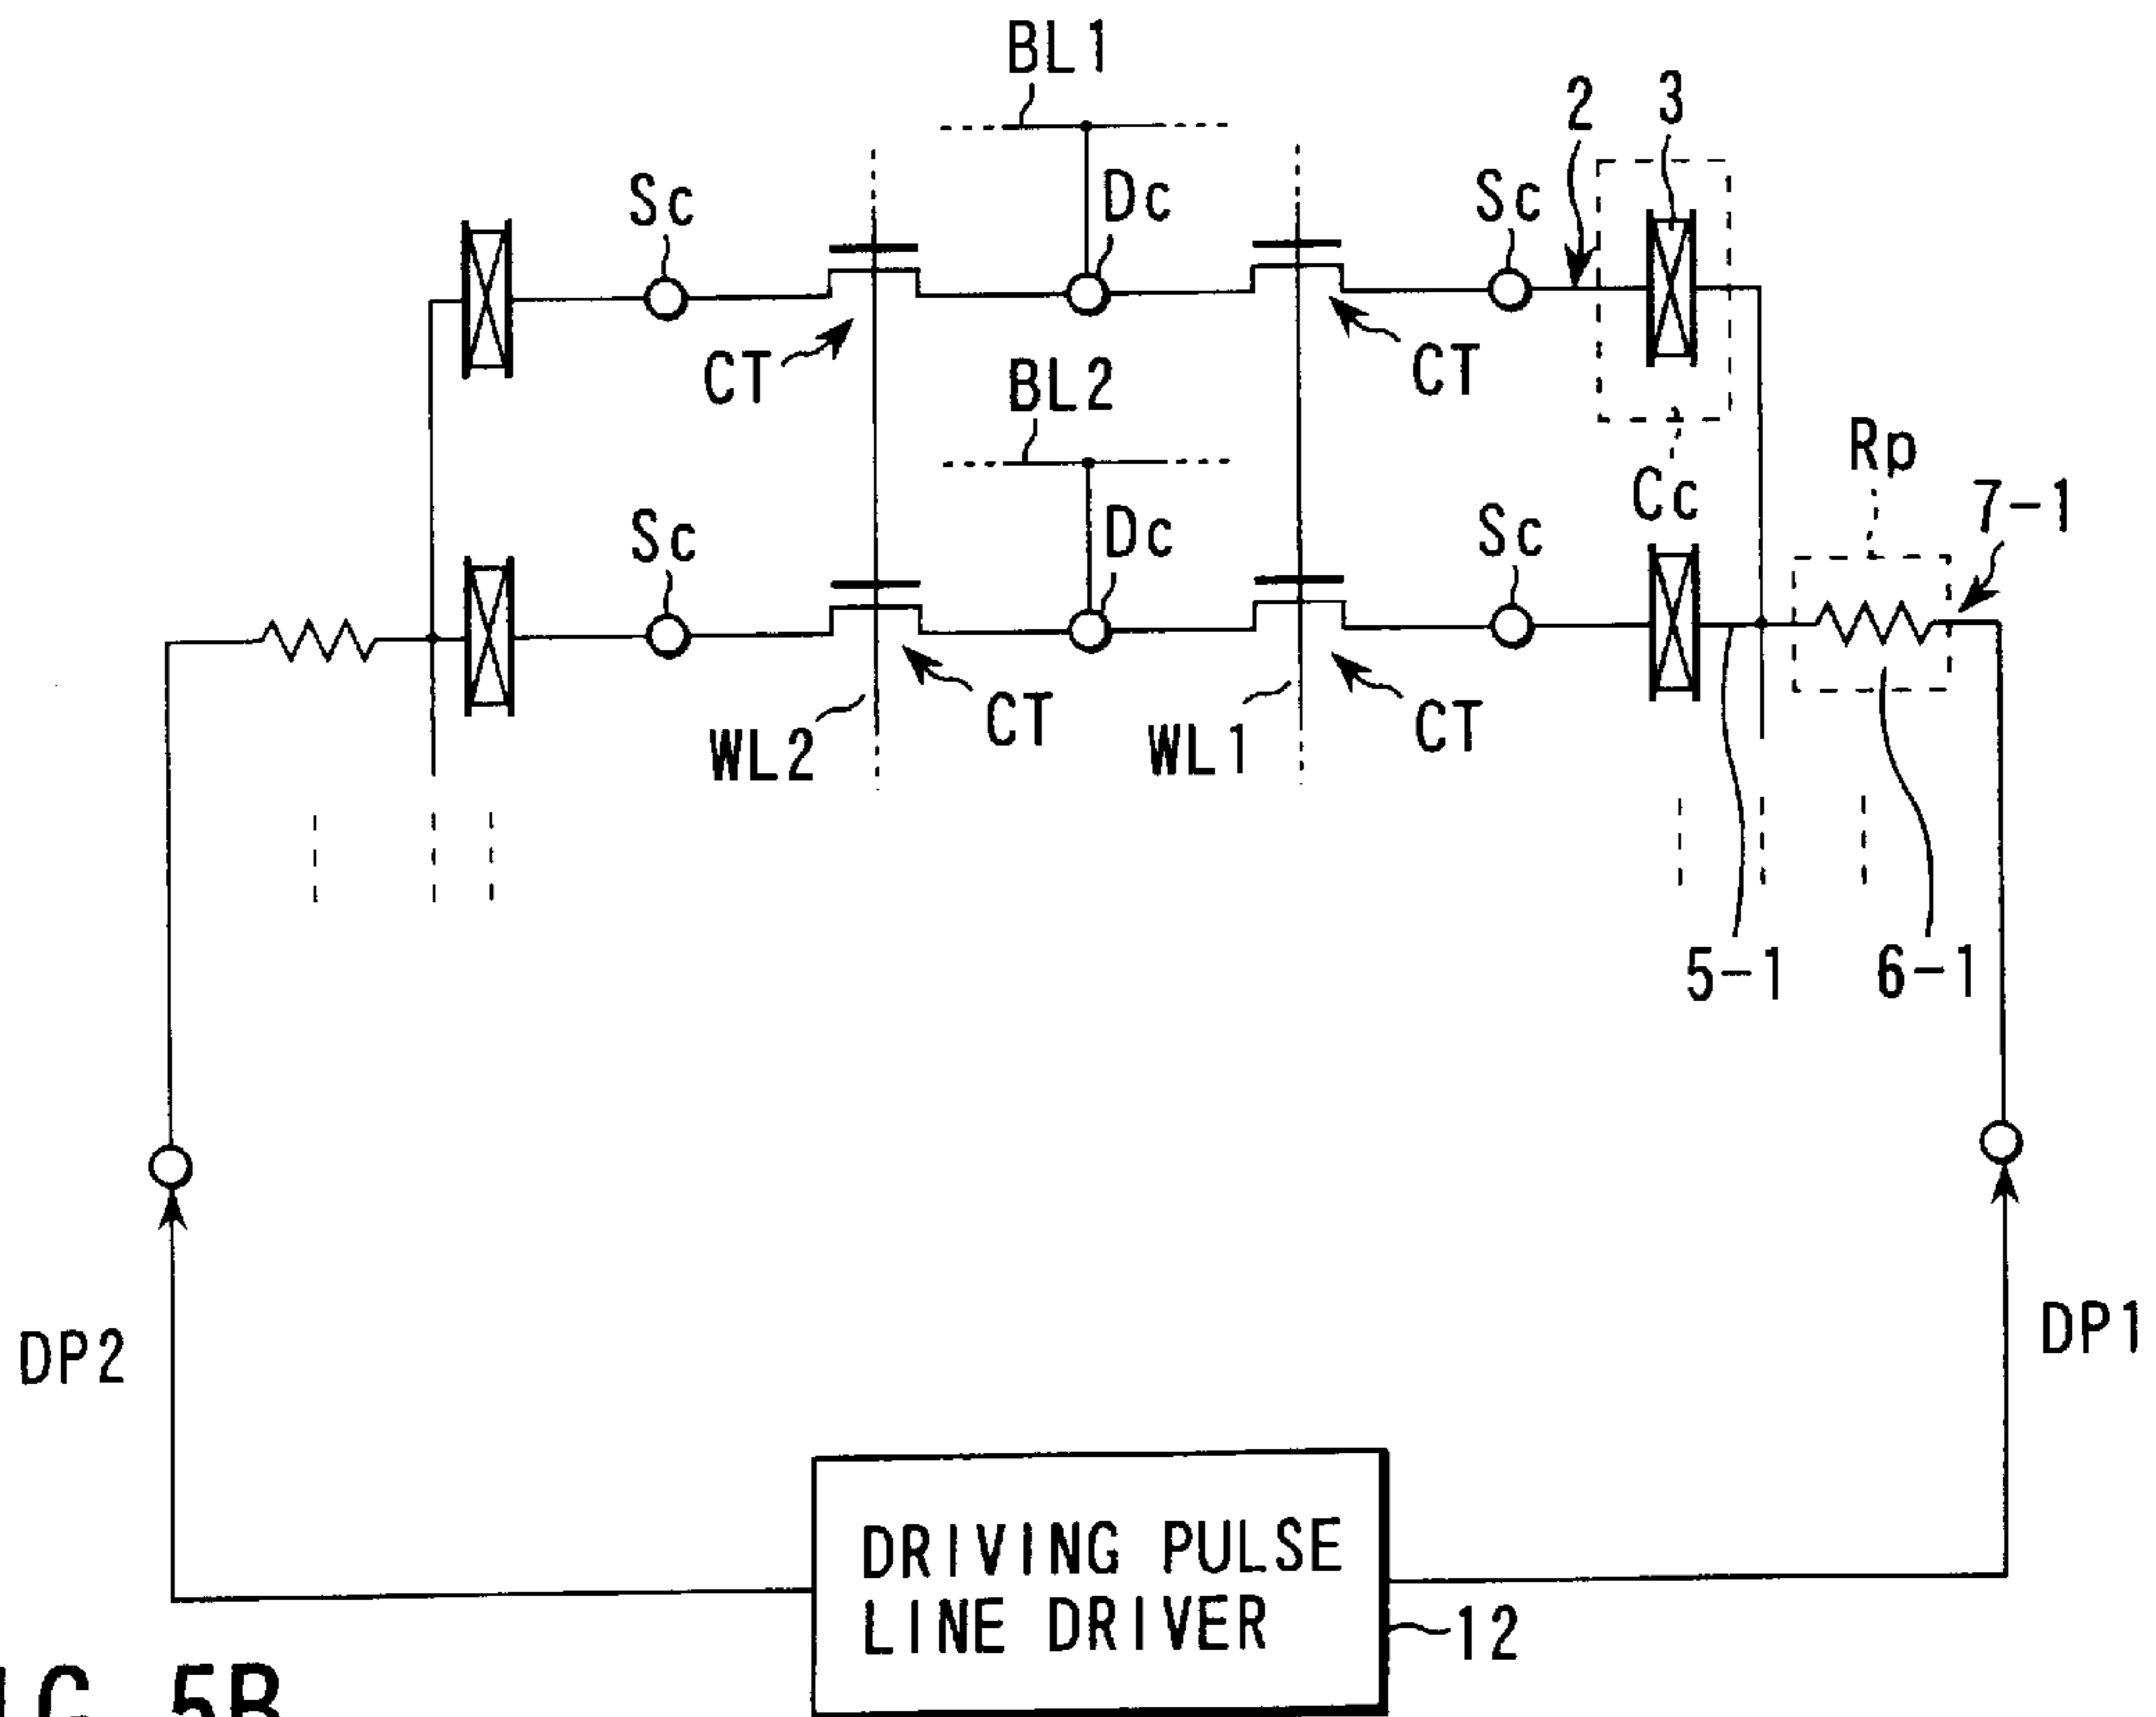 BL1
2
3
Sc
Dc
Sc
CT
BL2
CT
Cc
Rp
7-1
Sc
Dc
Sc
WL2
CT
WL1
CT
5-1
6-1
DP2
DP1
DRIVING PULSE
LINE DRIVER
12
5B